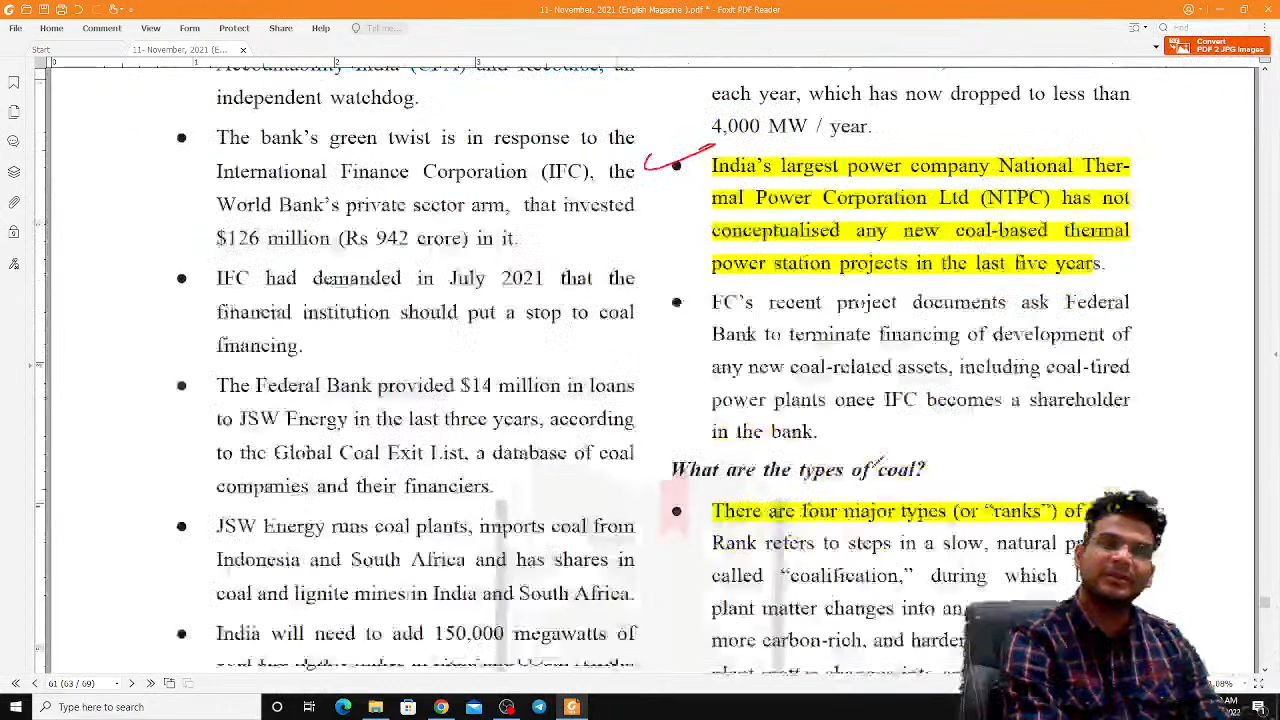 11- November, 2021 (English Magazine ).pdf * - Foxit PDF Reader
File Home Comment View Form Protect Share Help Tell me... Find
Start 11- November, 2021 (E... Convert
PDF 2 JPG Images
independent watchdog.
The bank's green twist is in response to the
International Finance Corporation (IFC), the
World Bank's private sector arm, that invested
$126 million (Rs 942 crore) in it.
IFC had demanded in July 2021 that the
financial institution should put a stop to coal
financing.
The Federal Bank provided $14 million in loans
to JSW Energy in the last three years, according
to the Global Coal Exit List, a database of coal
companies and their financiers.
JSW Energy runs coal plants, imports coal from
Indonesia and South Africa and has shares in
coal and lignite mines in India and South Africa.
India will need to add 150,000 megawatts of
each year, which has now dropped to less than
4,000 MW / year.
India's largest power company National Ther-
mal Power Corporation Ltd (NTPC) has not
conceptualised any new coal-based thermal
power station projects in the last five years.
FC's recent project documents ask Federal
Bank to terminate financing of development of
any new coal-related assets, including coal-fired
power plants once IFC becomes a shareholder
in the bank.
What are the types of coal?
There are four major types (or “ranks”) of
Rank refers to steps in a slow, natural
called “coalification,” during which
plant matter changes into an
more carbon-rich, and harder
61 (63 / 69)
Type here to search